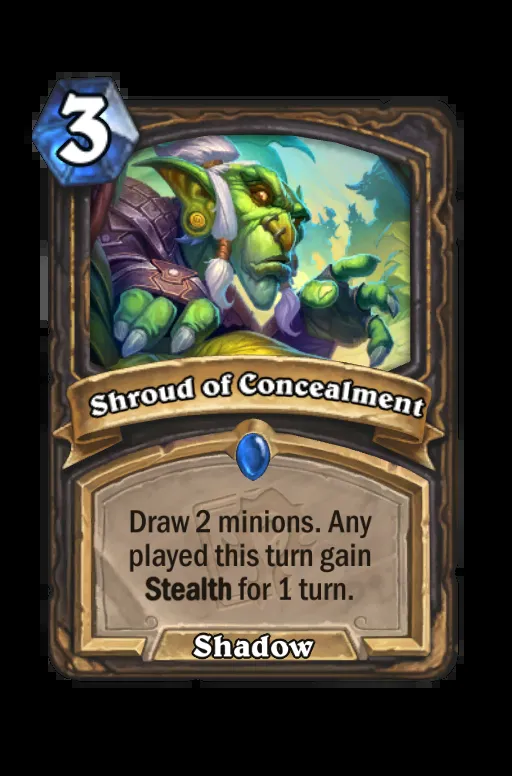 3
Shroud of Concealment
Draw 2 minions. Any
played this turn gain
Stealth for 1 turn.
Shadow